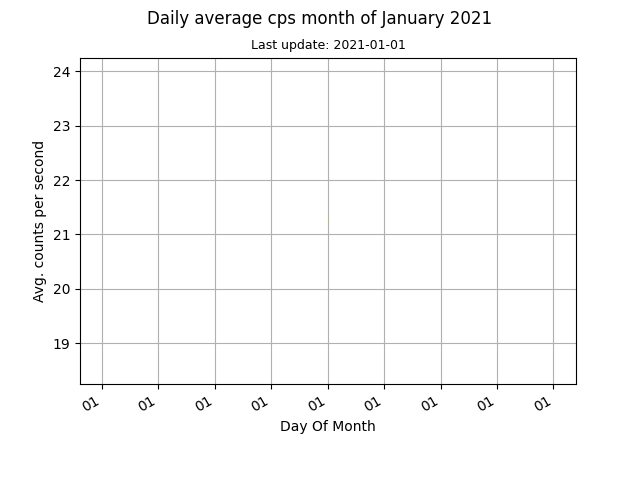 Daily average cps month of January 2021
Last update: 2021-01-01
24
23
22
21
20
19
Avg. counts per second
01 01 01 01 01 01 01 01 01
Day Of Month